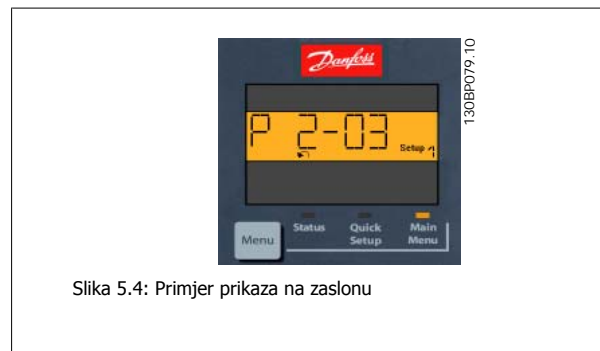 Danfoss
130BP079.10
P 2-03
Setup 1
Status
Quick Setup
Main Menu
Menu
Slika 5.4: Primjer prikaza na zaslonu